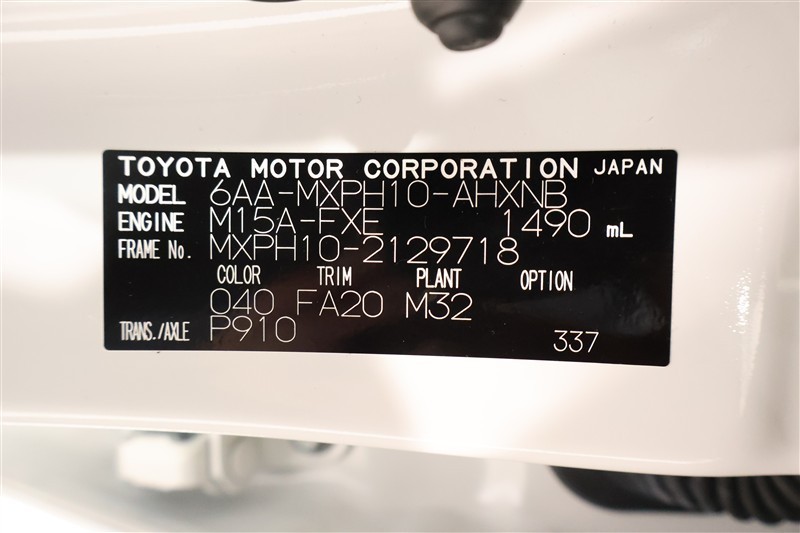 TOYOTA MOTOR CORPORATION JAPAN
MODEL 6AA-MXPH10-AHXNB
ENGINE M15A-FXE 1490 mL
FRAME No. MXPH10-2129718
COLOR TRIM PLANT OPTION
040 FA20 M32
TRANS./AXLE P910 337